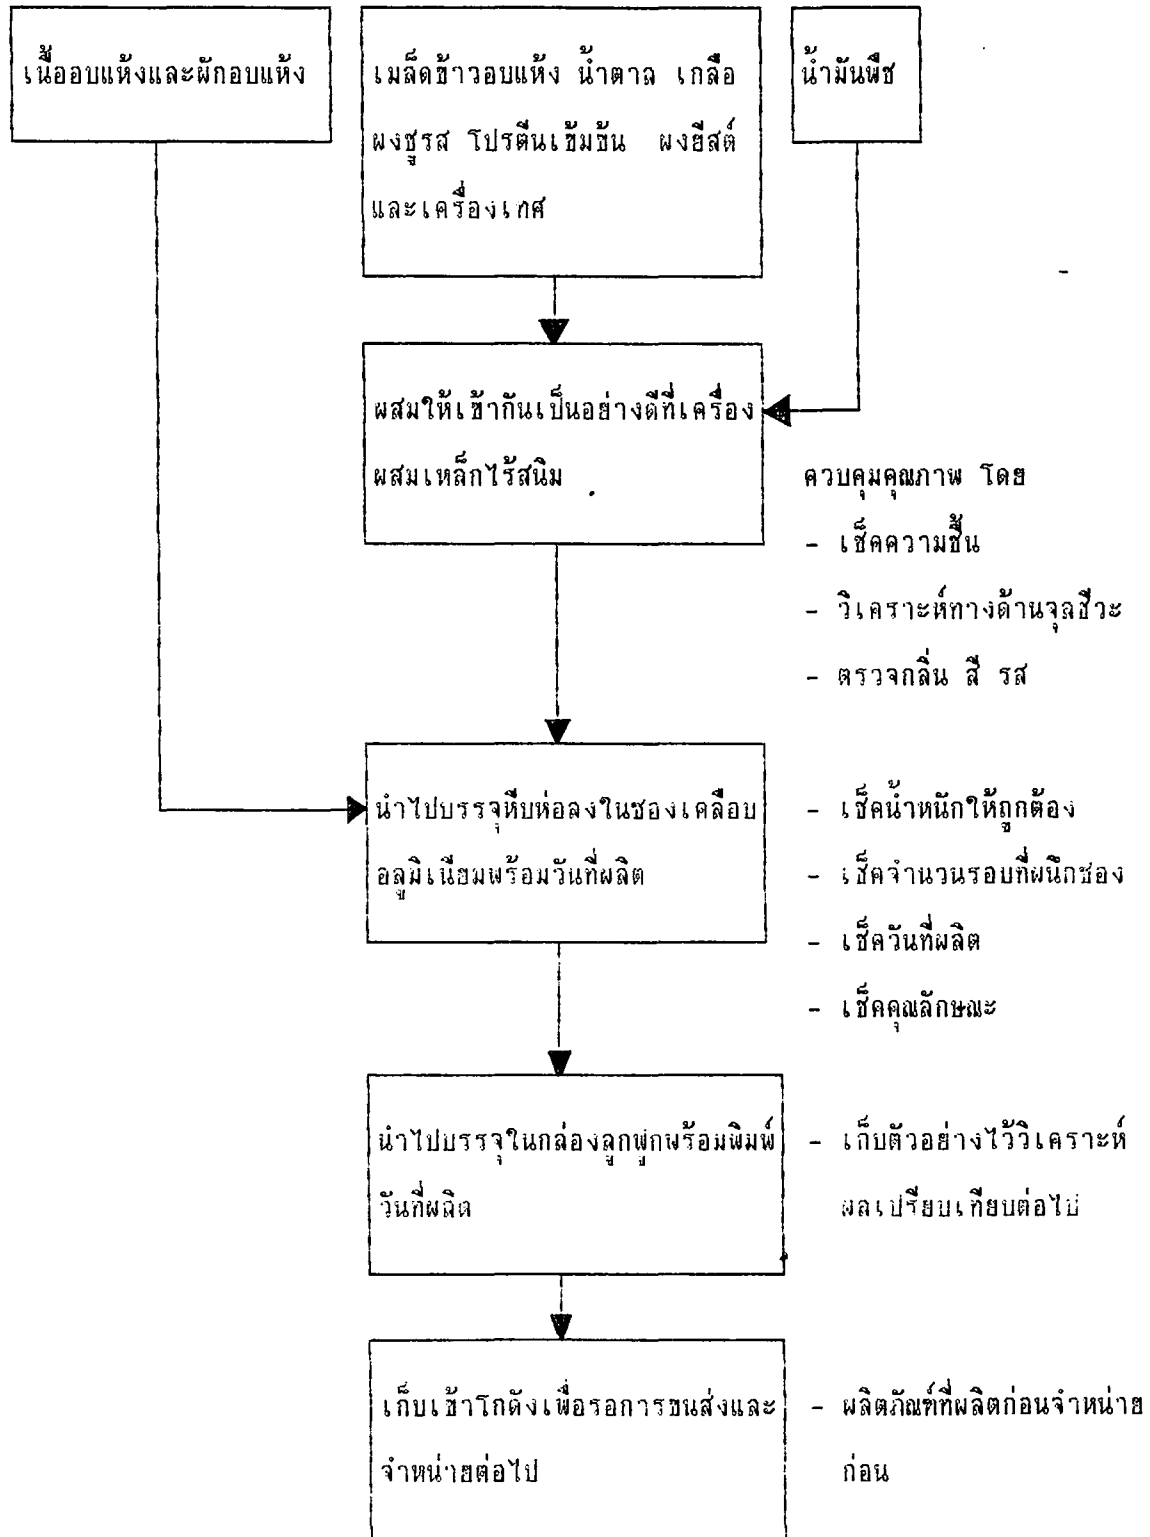 เนื้ออบแห้งและผักอบแห้ง
เมล็ดข้าวอบแห้ง น้ำตาล เกลือ
ผงชูรส โปรตีนเข้มข้น ผงยีสต์
และเครื่องเทศ
น้ำมันพืช
ผสมให้เข้ากันเป็นอย่างดีที่เครื่อง
ผสมเหล็กไร้สนิม
ควบคุมคุณภาพ โดย
- เช็คความชื้น
- วิเคราะห์ทางด้านจุลชีวะ
- ตรวจกลิ่น สี รส
นำไปบรรจุหีบห่อลงในซองเคลือบ
อลูมิเนียมพร้อมวันที่ผลิต
- เช็คน้ำหนักให้ถูกต้อง
- เช็คจำนวนรอบที่ผนึกซอง
- เช็ควันที่ผลิต
- เช็คคุณลักษณะ
นำไปบรรจุในกล่องลูกฟูกพร้อมพิมพ์
วันที่ผลิต
- เก็บตัวอย่างไว้วิเคราะห์
ผลเปรียบเทียบต่อไป
เก็บเข้าโกดังเพื่อรอการขนส่งและ
จำหน่ายต่อไป
- ผลิตภัณฑ์ที่ผลิตก่อนจำหน่าย
ก่อน